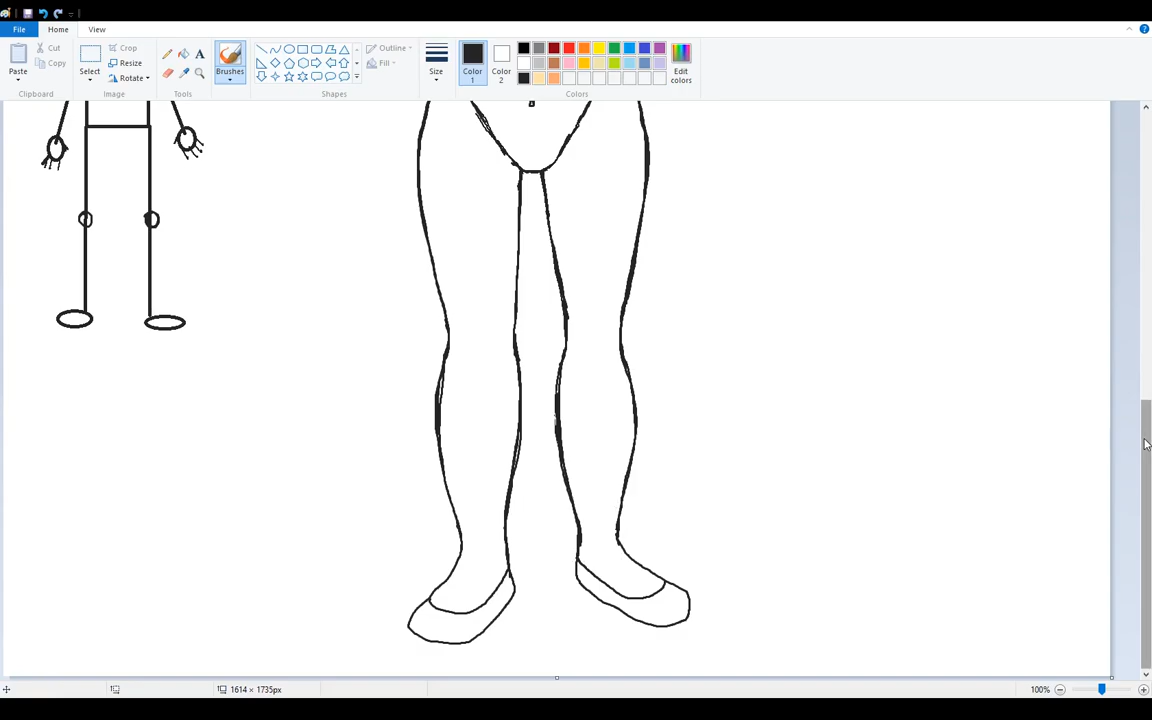 File Home View
Paste Cut Copy
Clipboard
Select Crop Resize Rotate
Image
A
Tools
Brushes
Outline Fill
Shapes
Size
Color 1 Color 2 Edit colors
Colors
1614 × 1735px 100%